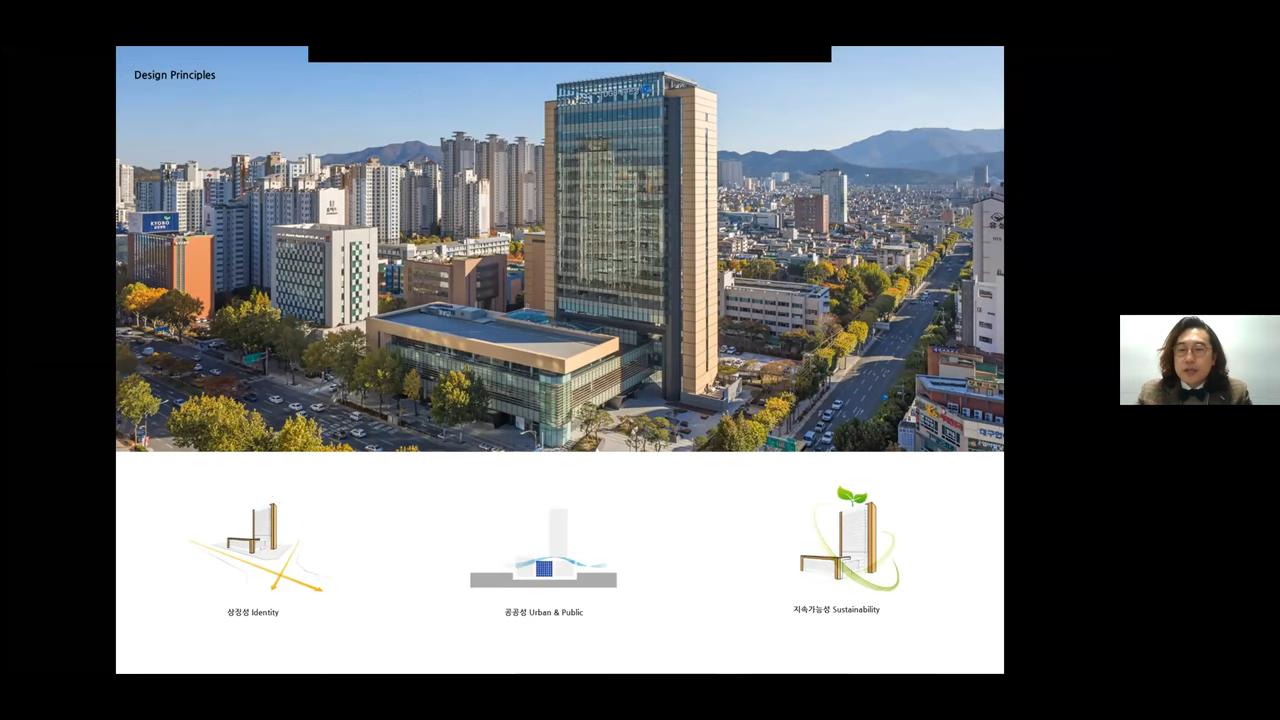 Design Principles
KYOBO
상징성 Identity
공공성 Urban & Public
지속가능성 Sustainability